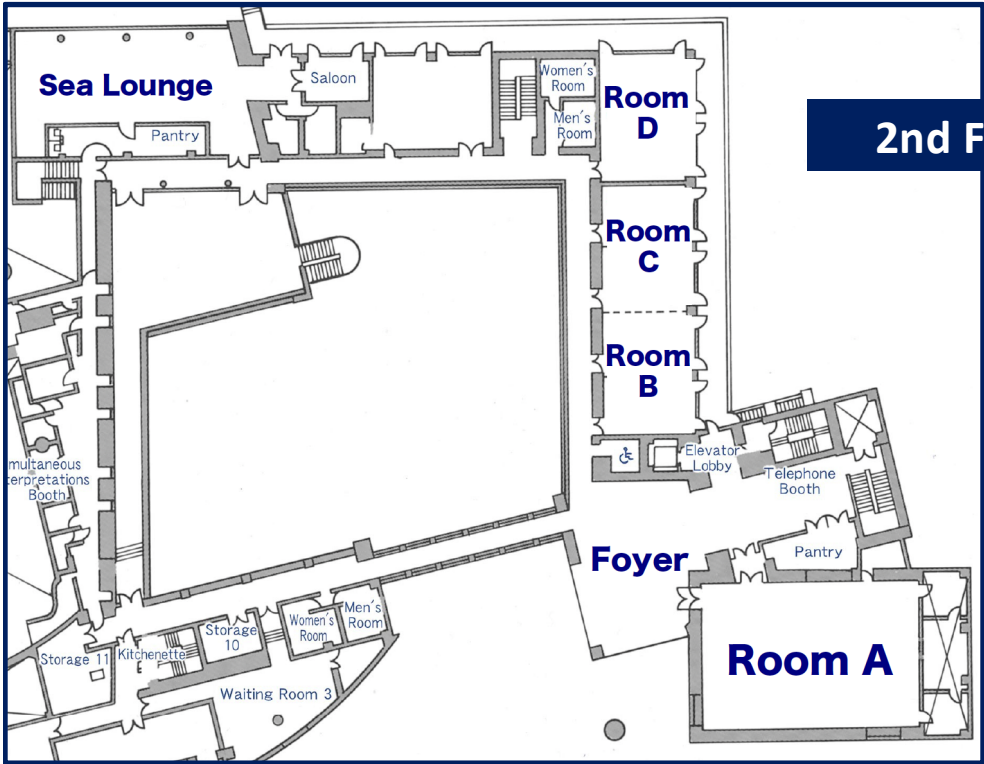 Sea Lounge
Saloon
Pantry
Women's
Room
Men's
Room
Room
D
2nd F
Room
C
Room
B
Elevator
Lobby
Telephone
Booth
multaneous
terpretations
Booth
Foyer
Pantry
Room A
Men's
Room
Women's
Room
Storage
10
Kitchenette
Storage 11
Waiting Room 3